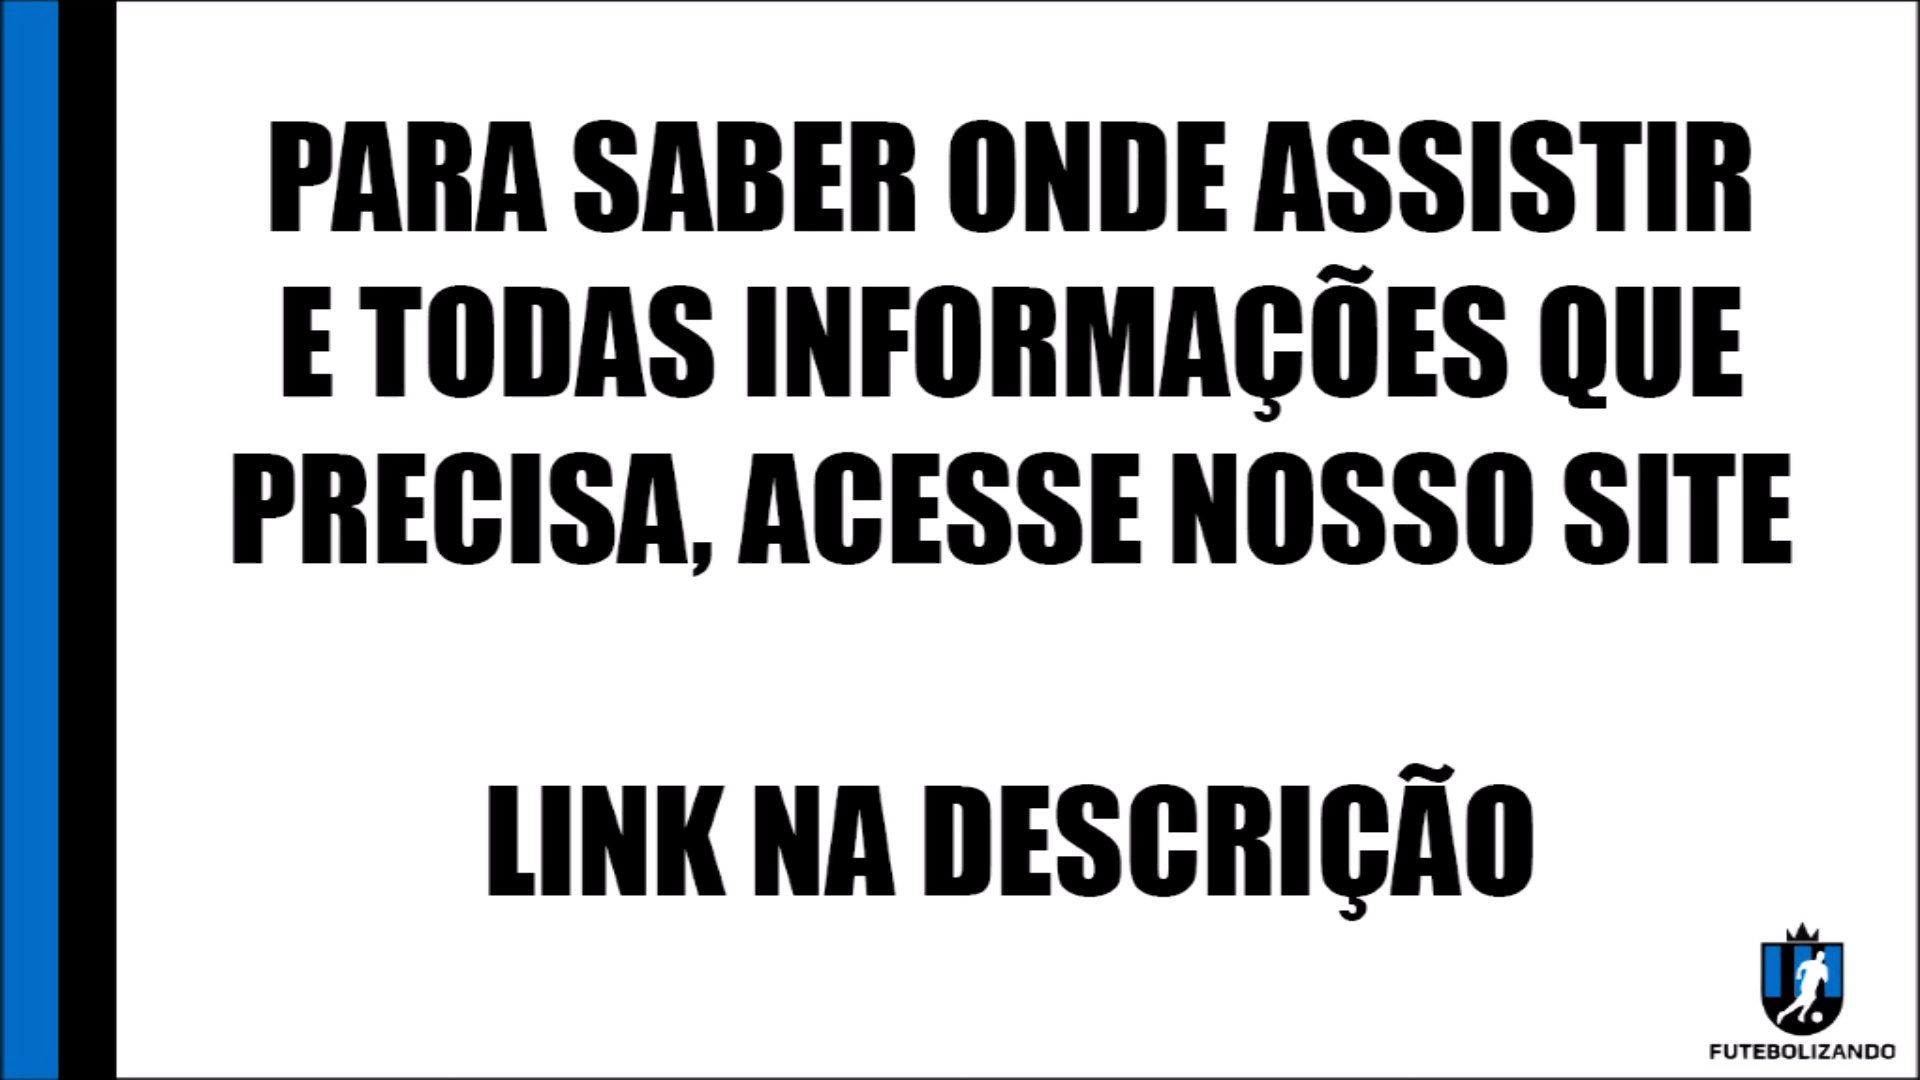 PARA SABER ONDE ASSISTIR
E TODAS INFORMAÇÕES QUE
PRECISA, ACESSE NOSSO SITE
LINK NA DESCRIÇÃO
FUTEBOLIZANDO